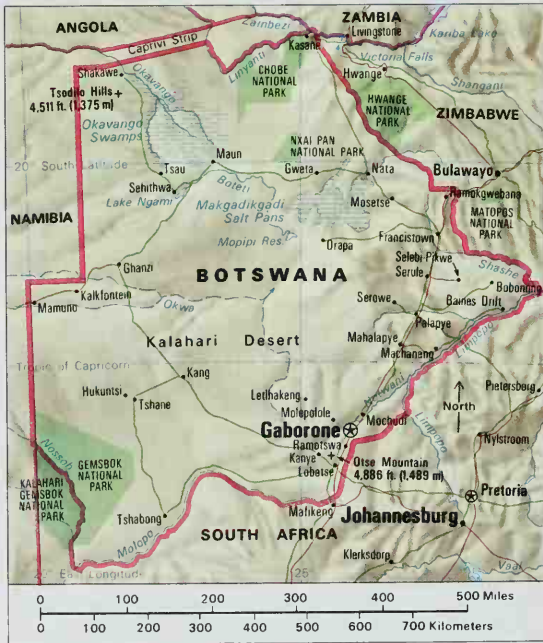 ANGOLA
ZAMBIA
Zambezi
Livingstone
Kariba Lake
Caprivi Strip
Kasane
Victoria Falls
Shakawe
Linyanti
CHOBE
NATIONAL
PARK
Hwange
Shangani
Tsodilo Hills +
4,511 ft. (1,375 m)
Okavango
HWANGE
NATIONAL
PARK
ZIMBABWE
Okavango
Swamps
NXAI PAN
NATIONAL PARK
20° South Latitude
Maun
Tsau
Gweta
Nata
Bulawayo
Sehithwa
Boteti
Ramokgwebana
Lake Ngami
Makgadikgadi
Salt Pans
Mosetse
MATOPOS
NATIONAL
PARK
NAMIBIA
Mopipi Res.
Orapa
Francistown
Selebi-Pikwe
Ghanzi
BOTSWANA
Serule
Shashe
Bobonong
Kalkfontein
Mamuno
Okwa
Serowe
Baines Drift
Palapye
Kalahari Desert
Mahalapye
Machaneng
Limpopo
Tropic of Capricorn
Kang
Pietersburg
Hukuntsi
Tshane
Letlhakeng
North
Molepolole
Mochudi
Limpopo
Gaborone
Nylstroom
Ramotswa
Nossob
GEMSBOK
NATIONAL
PARK
Kanye
Otse Mountain
4,886 ft. (1,489 m)
Lobatse
KALAHARI
GEMSBOK
NATIONAL
PARK
Pretoria
Tshabong
Mafikeng
Johannesburg
Molopo
SOUTH AFRICA
Klerksdorp
East Longitude
25
Vaal
0 100 200 300 400 500 Miles
0 100 200 300 400 500 600 700 Kilometers